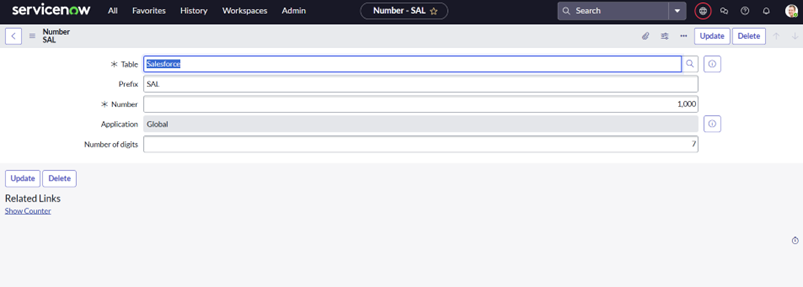 servicenow All Favorites History Workspaces Admin Number - SAL Search
Number
SAL
Update Delete
Table Salesforce
Prefix SAL
Number 1,000
Application Global
Number of digits 7
Update Delete
Related Links
Show Counter